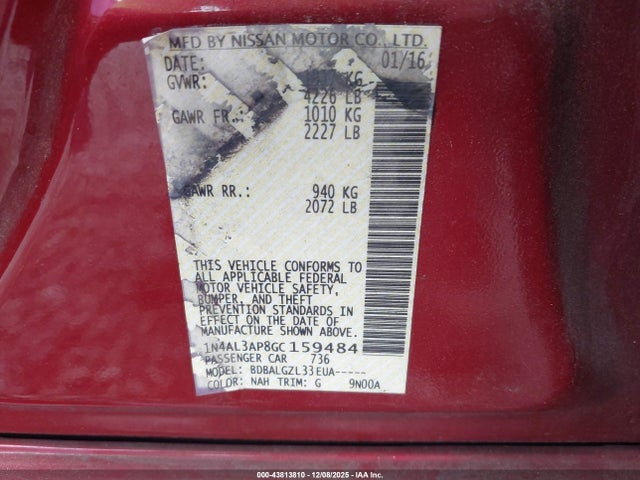 MFD BY NISSAN MOTOR CO., LTD.
DATE: 01/16
GVWR: KG
4226 LB
GAWR FR.: 1010 KG
2227 LB
GAWR RR.: 940 KG
2072 LB
THIS VEHICLE CONFORMS TO
ALL APPLICABLE FEDERAL
MOTOR VEHICLE SAFETY,
BUMPER, AND THEFT
PREVENTION STANDARDS IN
EFFECT ON THE DATE OF
MANUFACTURE SHOWN ABOVE.
1N4AL3AP8GC159484
PASSENGER CAR 736
MODEL: BDBALGZL33EUA-----
COLOR: NAH TRIM: G 9N00A
000-43813810 - 12/08/2025 - IAA Inc.